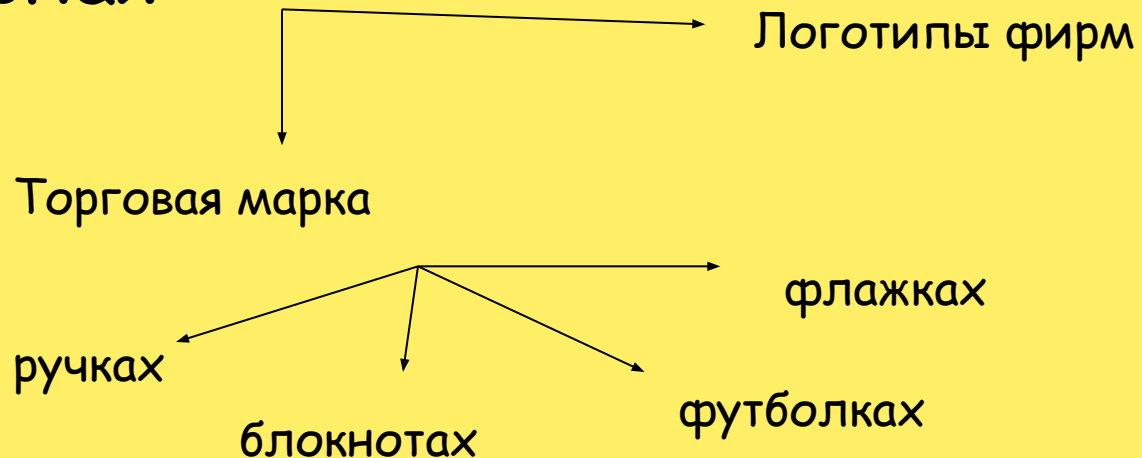 Логотипы фирм
Торговая марка
флажках
ручках
футболках
блокнотах